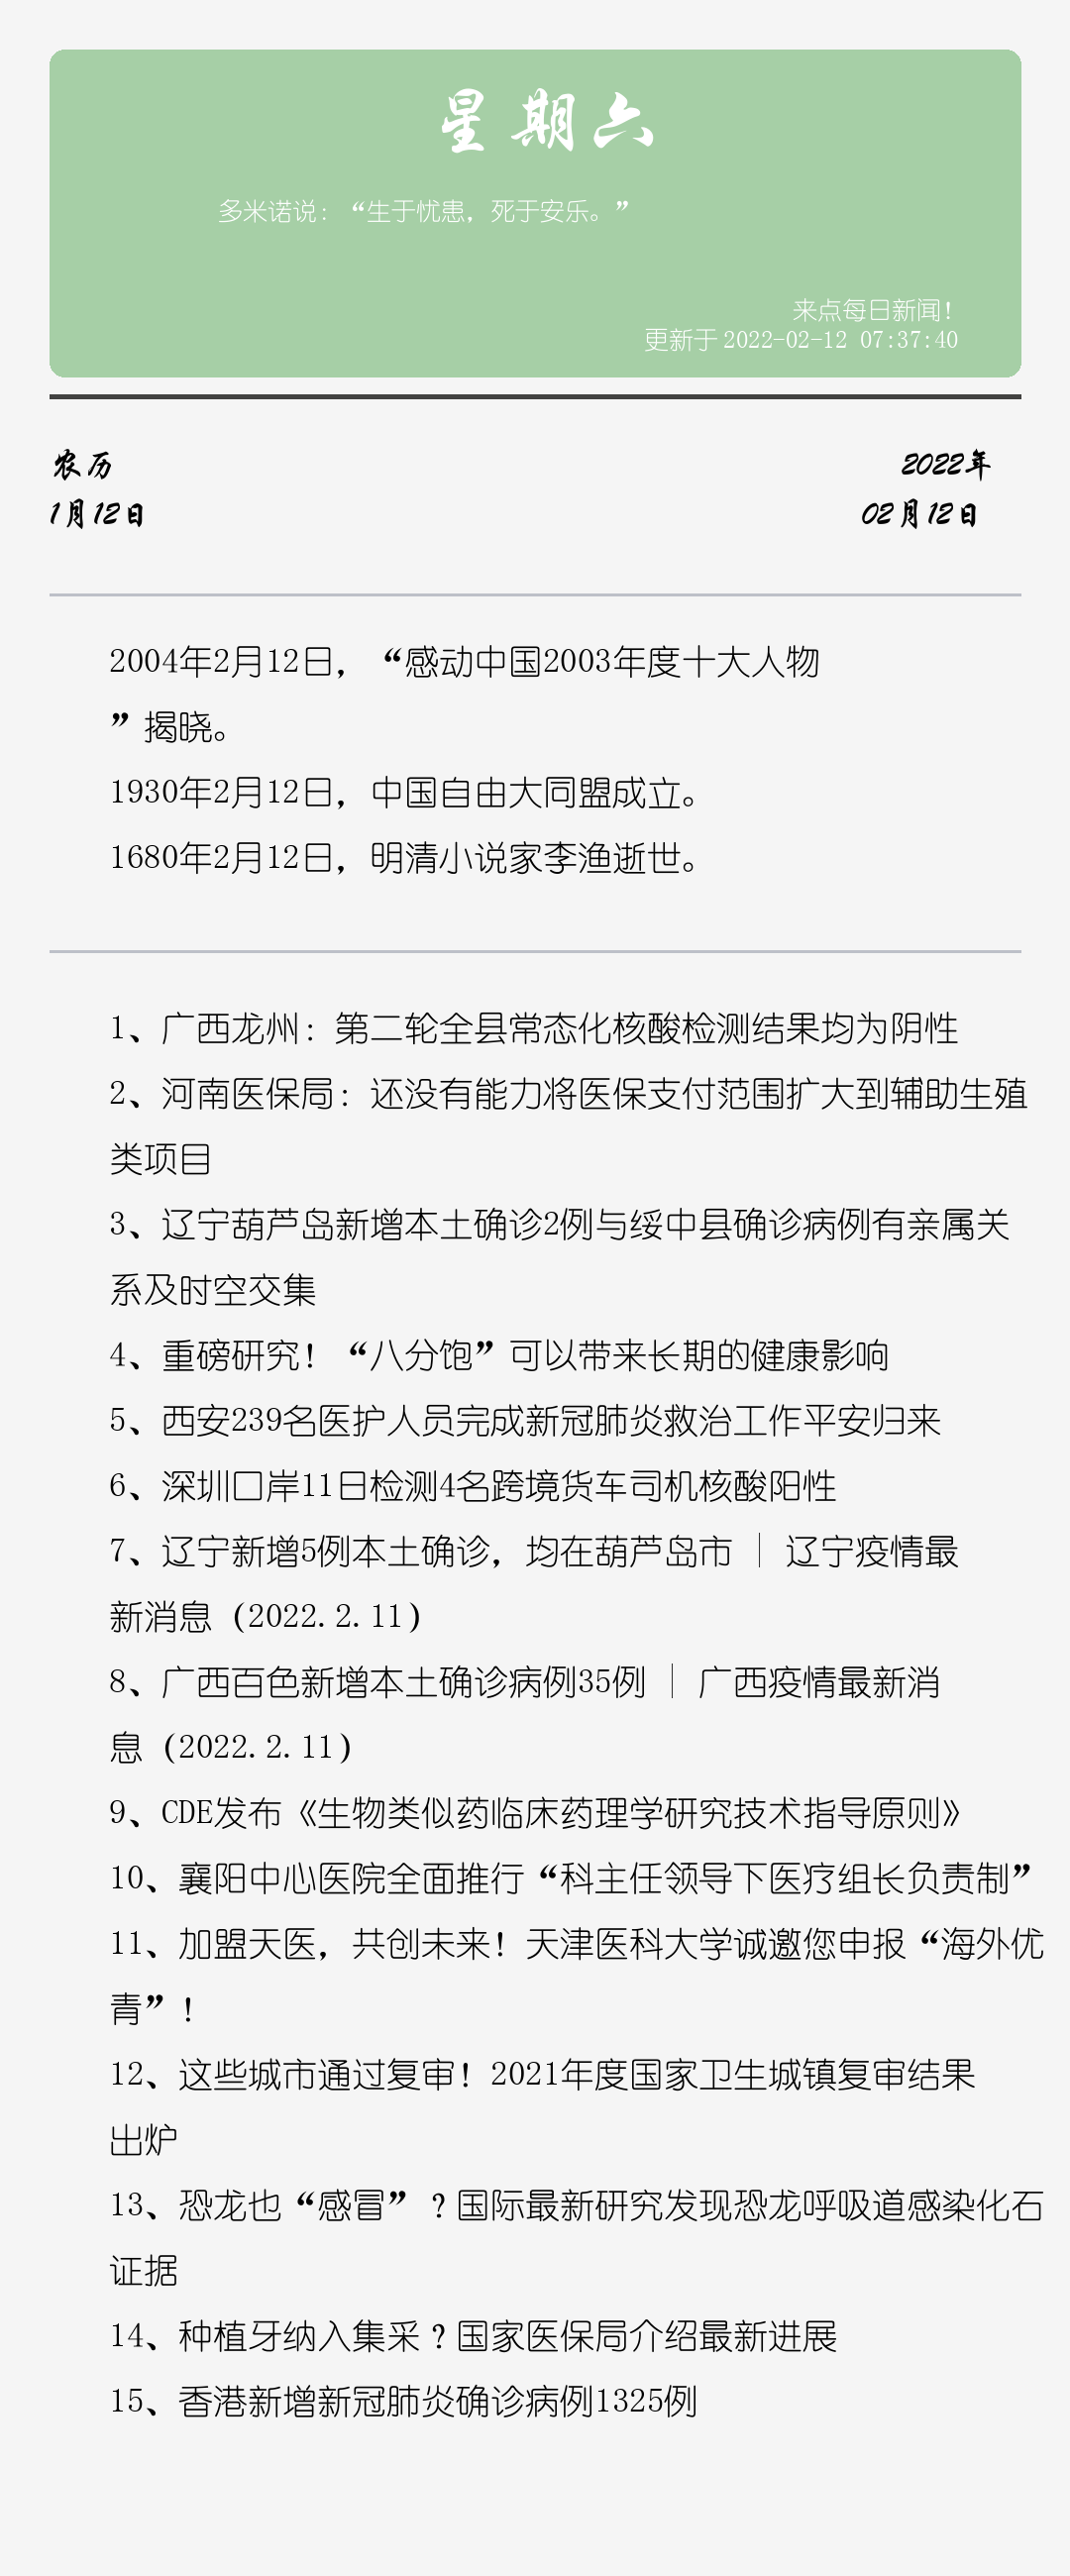 星期六
多米诺说：“生于忧患，死于安乐。”
来点每日新闻！
更新于 2022-02-12 07:37:40
农历
2022年
1月12日
02月12日
2004年2月12日，“感动中国2003年度十大人物
”揭晓。
1930年2月12日，中国自由大同盟成立。
1680年2月12日，明清小说家李渔逝世。
1、广西龙州：第二轮全县常态化核酸检测结果均为阴性
2、河南医保局：还没有能力将医保支付范围扩大到辅助生殖
类项目
3、辽宁葫芦岛新增本土确诊2例与绥中县确诊病例有亲属关
系及时空交集
4、重磅研究！“八分饱”可以带来长期的健康影响
5、西安239名医护人员完成新冠肺炎救治工作平安归来
6、深圳口岸11日检测4名跨境货车司机核酸阳性
7、辽宁新增5例本土确诊，均在葫芦岛市 | 辽宁疫情最
新消息（2022.2.11）
8、广西百色新增本土确诊病例35例 | 广西疫情最新消
息（2022.2.11）
9、CDE发布《生物类似药临床药理学研究技术指导原则》
10、襄阳中心医院全面推行“科主任领导下医疗组长负责制”
11、加盟天医，共创未来！天津医科大学诚邀您申报“海外优
青”！
12、这些城市通过复审！2021年度国家卫生城镇复审结果
出炉
13、恐龙也“感冒”？国际最新研究发现恐龙呼吸道感染化石
证据
14、种植牙纳入集采？国家医保局介绍最新进展
15、香港新增新冠肺炎确诊病例1325例